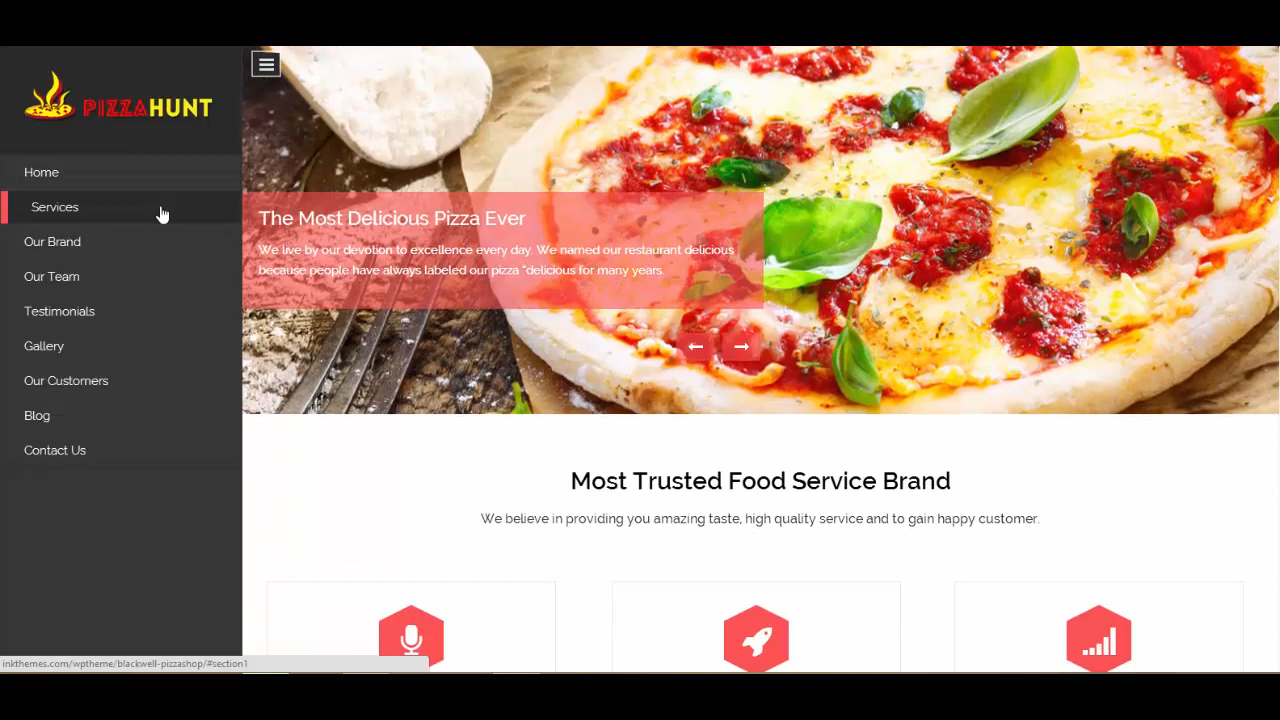 PIZZAHUNT
Home
Services
Our Brand
Our Team
Testimonials
Gallery
Our Customers
Blog
Contact Us
The Most Delicious Pizza Ever
We live by our devotion to excellence every day. We named our restaurant delicious
because people have always labeled our pizza "delicious for many years.
Most Trusted Food Service Brand
We believe in providing you amazing taste, high quality service and to gain happy customer.
inkthemes.com/wptheme/blackwell-pizzashop/#section1